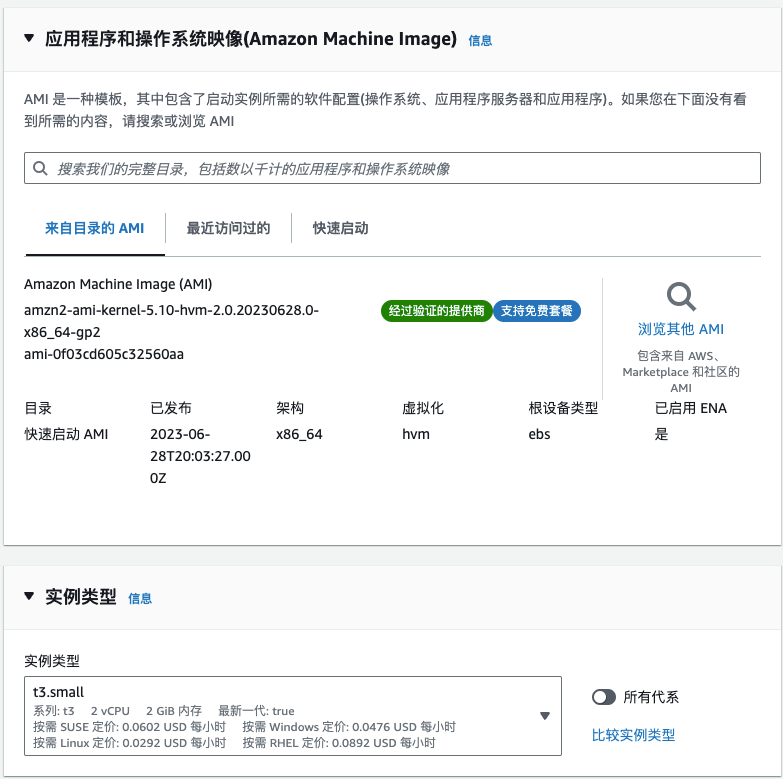 应用程序和操作系统映像(Amazon Machine Image) 信息
AMI 是一种模板，其中包含了启动实例所需的软件配置(操作系统、应用程序服务器和应用程序)。如果您在下面没有看
到所需的内容，请搜索或浏览 AMI
搜索我们的完整目录，包括数以千计的应用程序和操作系统映像
来自目录的 AMI 最近访问过的 快速启动
Amazon Machine Image (AMI)
amzn2-ami-kernel-5.10-hvm-2.0.20230628.0-
x86_64-gp2
ami-0f03cd605c32560aa
经过验证的提供商 支持免费套餐
浏览其他 AMI
包含来自 AWS、
Marketplace 和社区的
AMI
目录 已发布 架构 虚拟化 根设备类型 已启用 ENA
快速启动 AMI 2023-06- x86_64 hvm ebs 是
28T20:03:27.00
0Z
实例类型 信息
实例类型
t3.small
系列: t3 2 vCPU 2 GiB 内存 最新一代: true
按需 SUSE 定价: 0.0602 USD 每小时 按需 Windows 定价: 0.0476 USD 每小时
按需 Linux 定价: 0.0292 USD 每小时 按需 RHEL 定价: 0.0892 USD 每小时
所有代系
比较实例类型